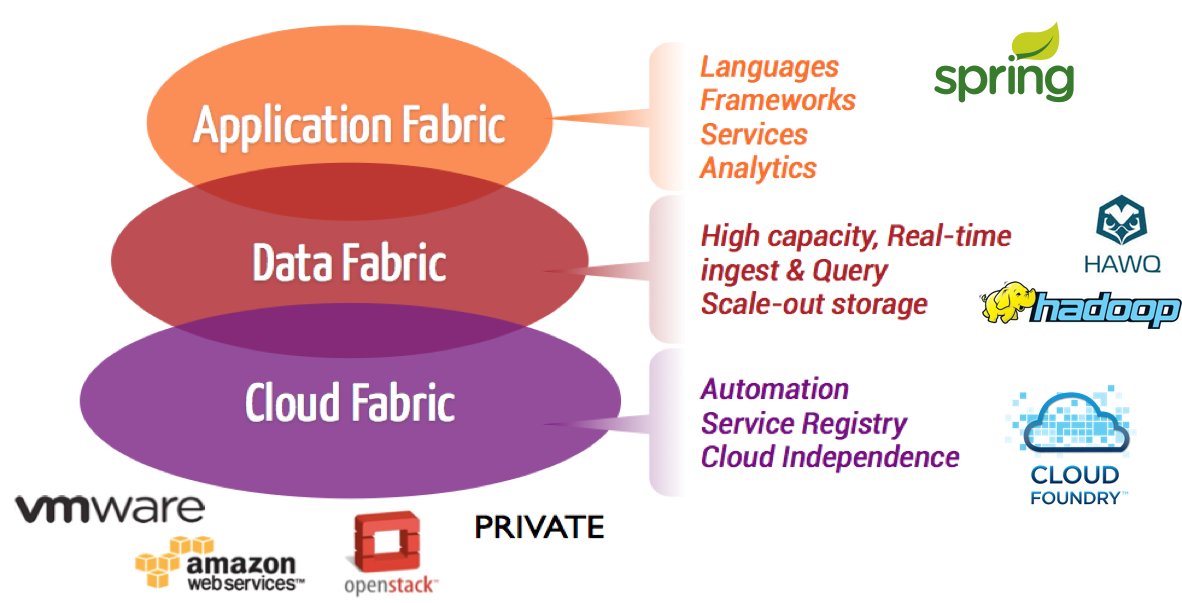 Application Fabric
Languages
Frameworks
Services
Analytics
spring
Data Fabric
High capacity, Real-time
ingest & Query
Scale-out storage
HAWQ
hadoop
Cloud Fabric
Automation
Service Registry
Cloud Independence
CLOUD
FOUNDRY™
vmware
amazon
webservices™
openstack™
PRIVATE